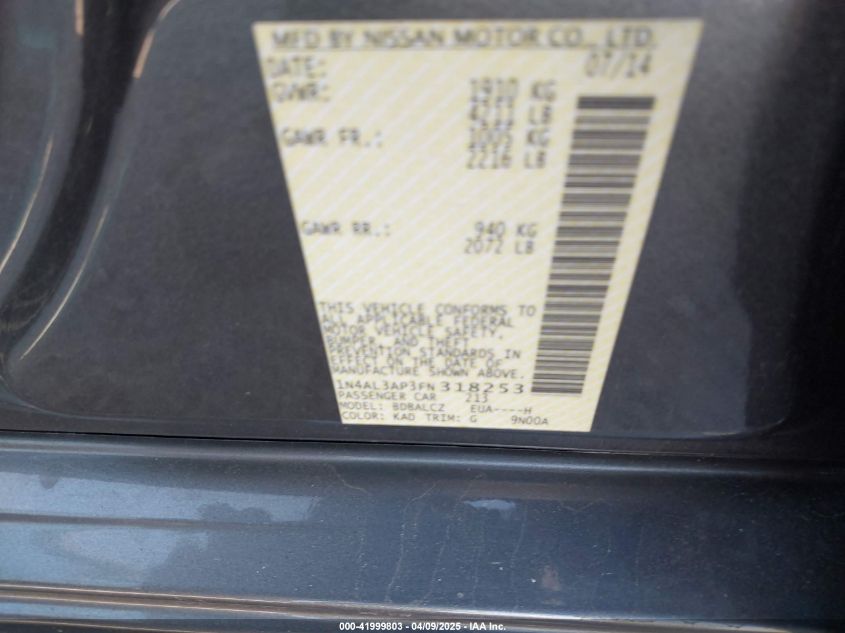 MFD BY NISSAN MOTOR CO., LTD.
DATE: 07/14
GVWR: 1910 KG
4211 LB
GAWR FR.: 1005 KG
2216 LB
GAWR RR.: 940 KG
2072 LB
THIS VEHICLE CONFORMS TO
ALL APPLICABLE FEDERAL
MOTOR VEHICLE SAFETY,
BUMPER, AND THEFT
PREVENTION STANDARDS IN
EFFECT ON THE DATE OF
MANUFACTURE SHOWN ABOVE.
1N4AL3AP3FN318253
PASSENGER CAR 213
MODEL: BDBALCZ EUA----H
COLOR: KAD TRIM: G 9N00A
000-41999803 - 04/09/2025 - IAA Inc.